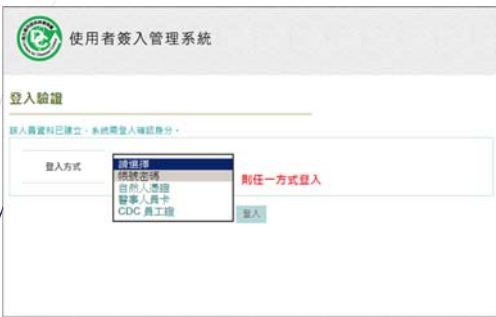 使用者簽入管理系統
登入驗證
該人員資料已建立，系統需登入確認身分。
登入方式
請選擇
帳號密碼
自然人憑證
醫事人員卡
CDC 員工證
則任一方式登入
登入